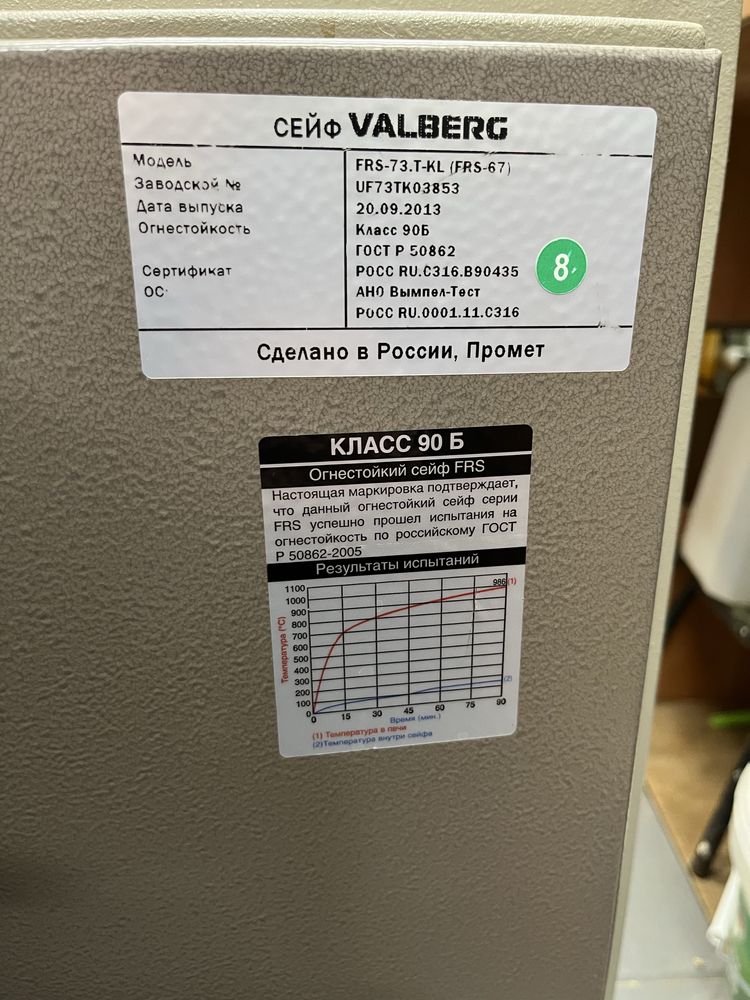 СЕЙФ VALBERG
Модель FRS-73.T-KL (FRS-67)
Заводской № UF73TK03853
Дата выпуска 20.09.2013
Огнестойкость Класс 90Б
ГОСТ Р 50862
Сертификат РОСС RU.C316.B90435
ОС: АНО Вымпел-Тест
РОСС RU.0001.11.C316
8
Сделано в России, Промет
КЛАСС 90 Б
Огнестойкий сейф FRS
Настоящая маркировка подтверждает,
что данный огнестойкий сейф серии
FRS успешно прошел испытания на
огнестойкость по российскому ГОСТ
Р 50862-2005
Результаты испытаний
Температура (°C)
1100
1000
900
800
700
600
500
400
300
200
100
0
986 (1)
(2)
0 15 30 45 60 75 90
Время (мин.)
(1) Температура в печи
(2) Температура внутри сейфа